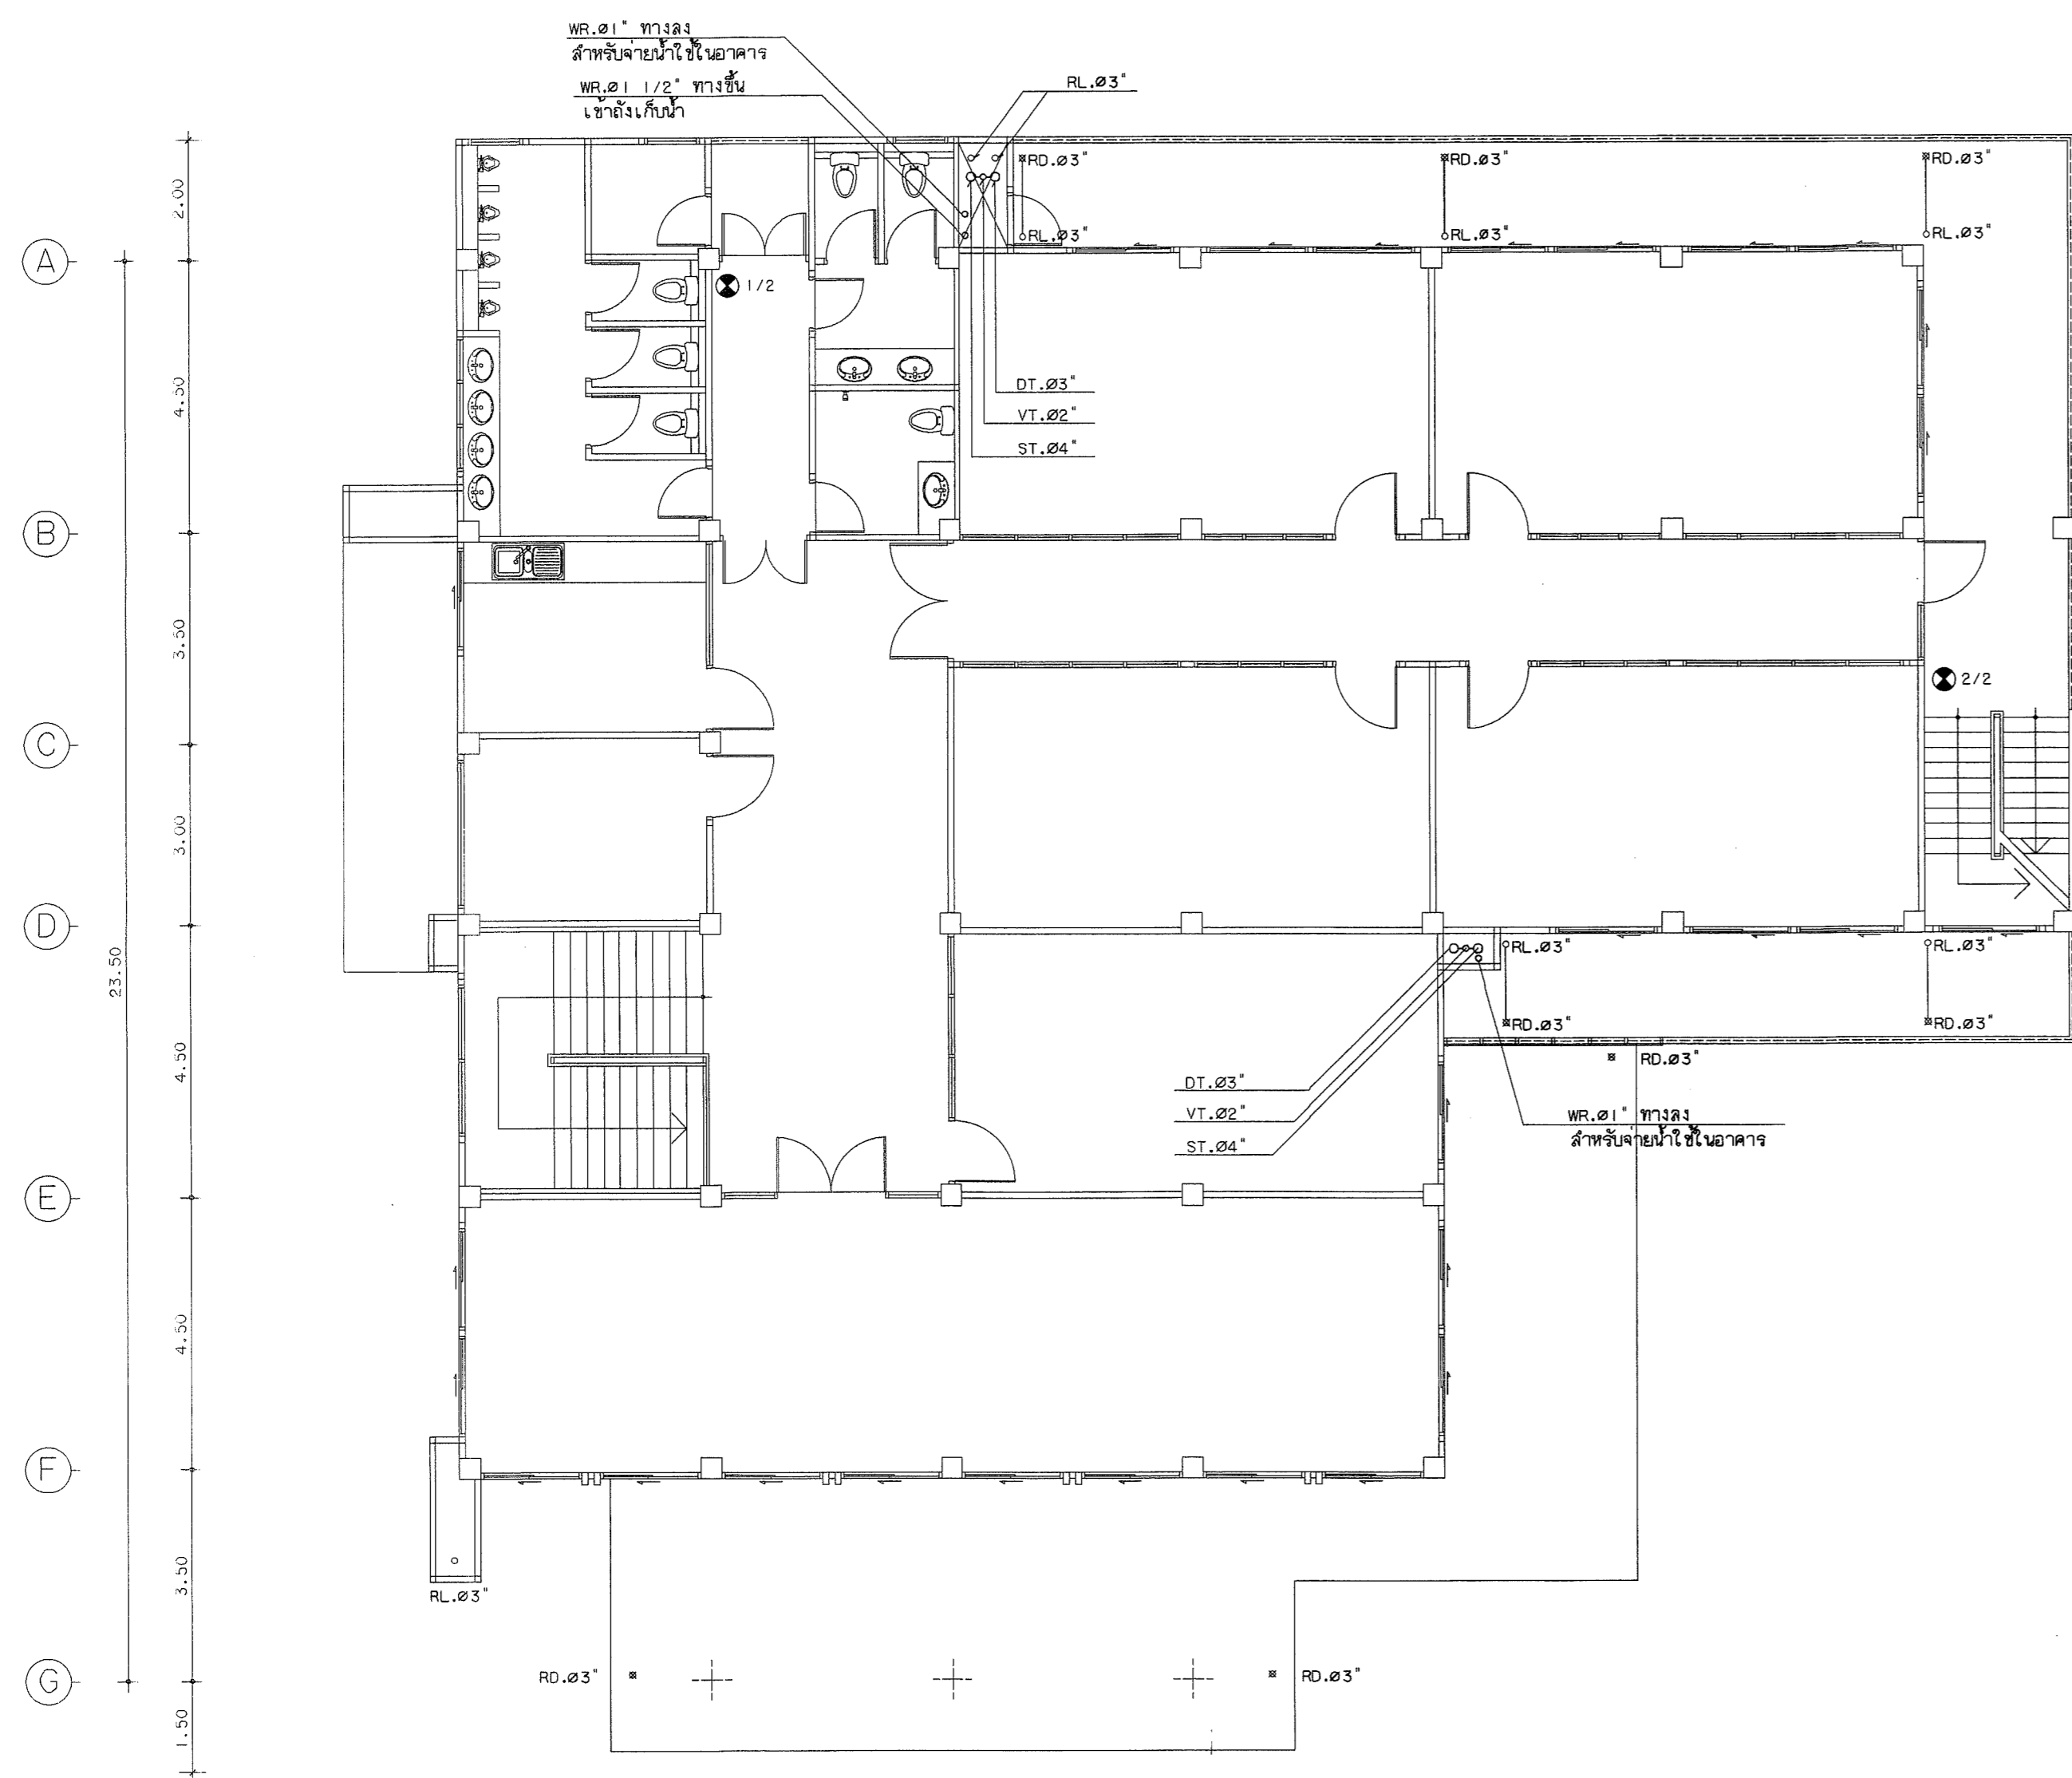 WR.Ø1" ทางลง
สำหรับจ่ายน้ำใช้ในอาคาร
WR.Ø1 1/2" ทางขึ้น
เข้าถังเก็บน้ำ
RL.Ø3"
RD.Ø3"
RD.Ø3"
RD.Ø3"
2.00
RL.Ø3"
RL.Ø3"
RL.Ø3"
A
1/2
4.50
DT.Ø3"
VT.Ø2"
ST.Ø4"
B
3.50
2/2
C
3.00
D
23.50
RL.Ø3"
RL.Ø3"
RD.Ø3"
RD.Ø3"
RD.Ø3"
4.50
DT.Ø3"
VT.Ø2"
ST.Ø4"
WR.Ø1" ทางลง
สำหรับจ่ายน้ำใช้ในอาคาร
E
4.50
F
3.50
RL.Ø3"
G
RD.Ø3"
RD.Ø3"
1.50